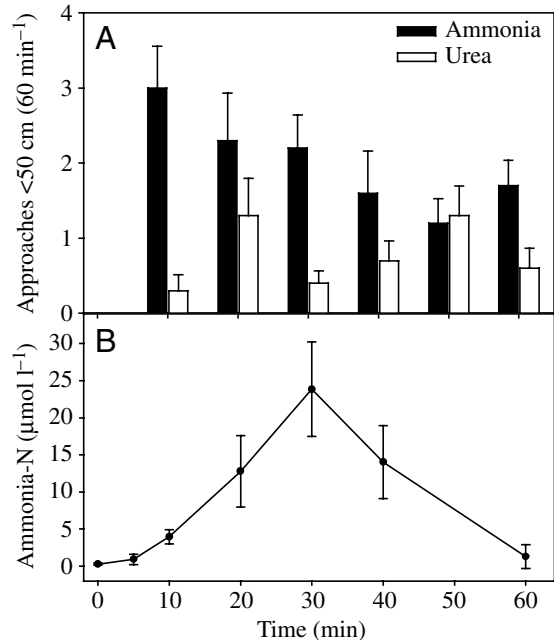 A
Ammonia
Urea
Approaches <50 cm (60 min⁻¹)
4
3
2
1
0
B
Ammonia-N (μmol l⁻¹)
30
25
20
15
10
5
0
0 10 20 30 40 50 60
Time (min)